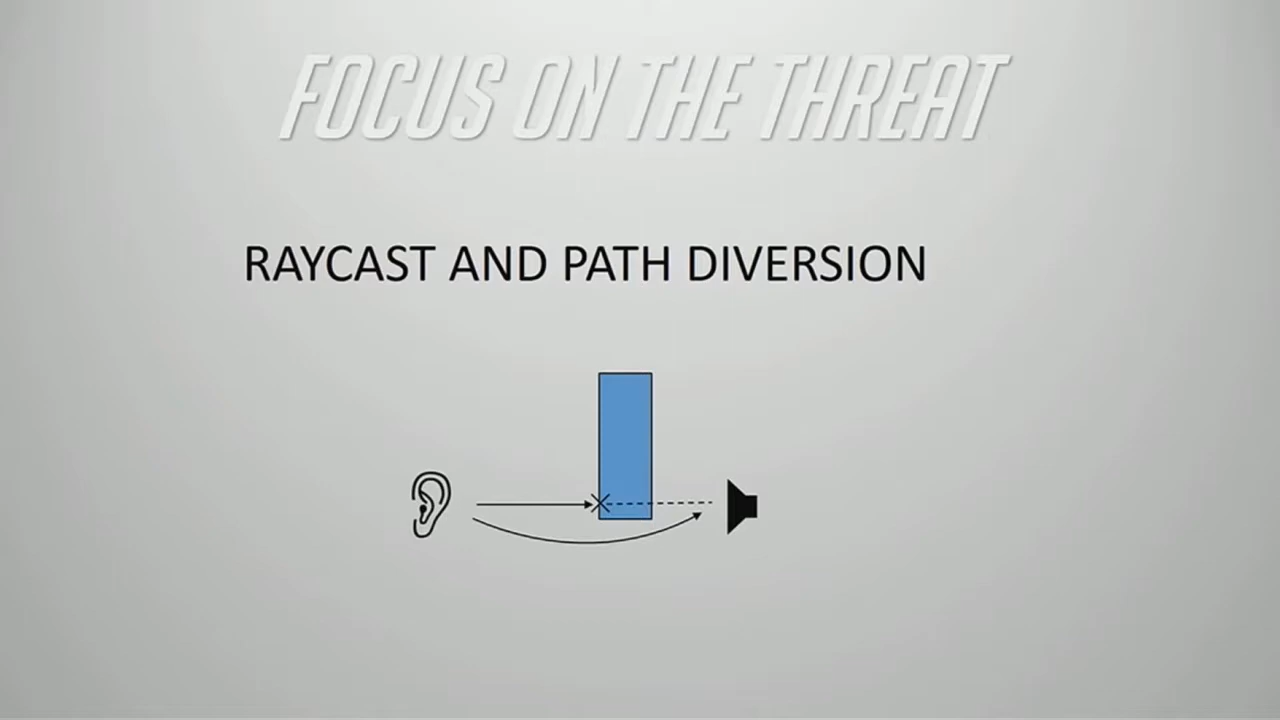 FOCUS ON THE THREAT
RAYCAST AND PATH DIVERSION